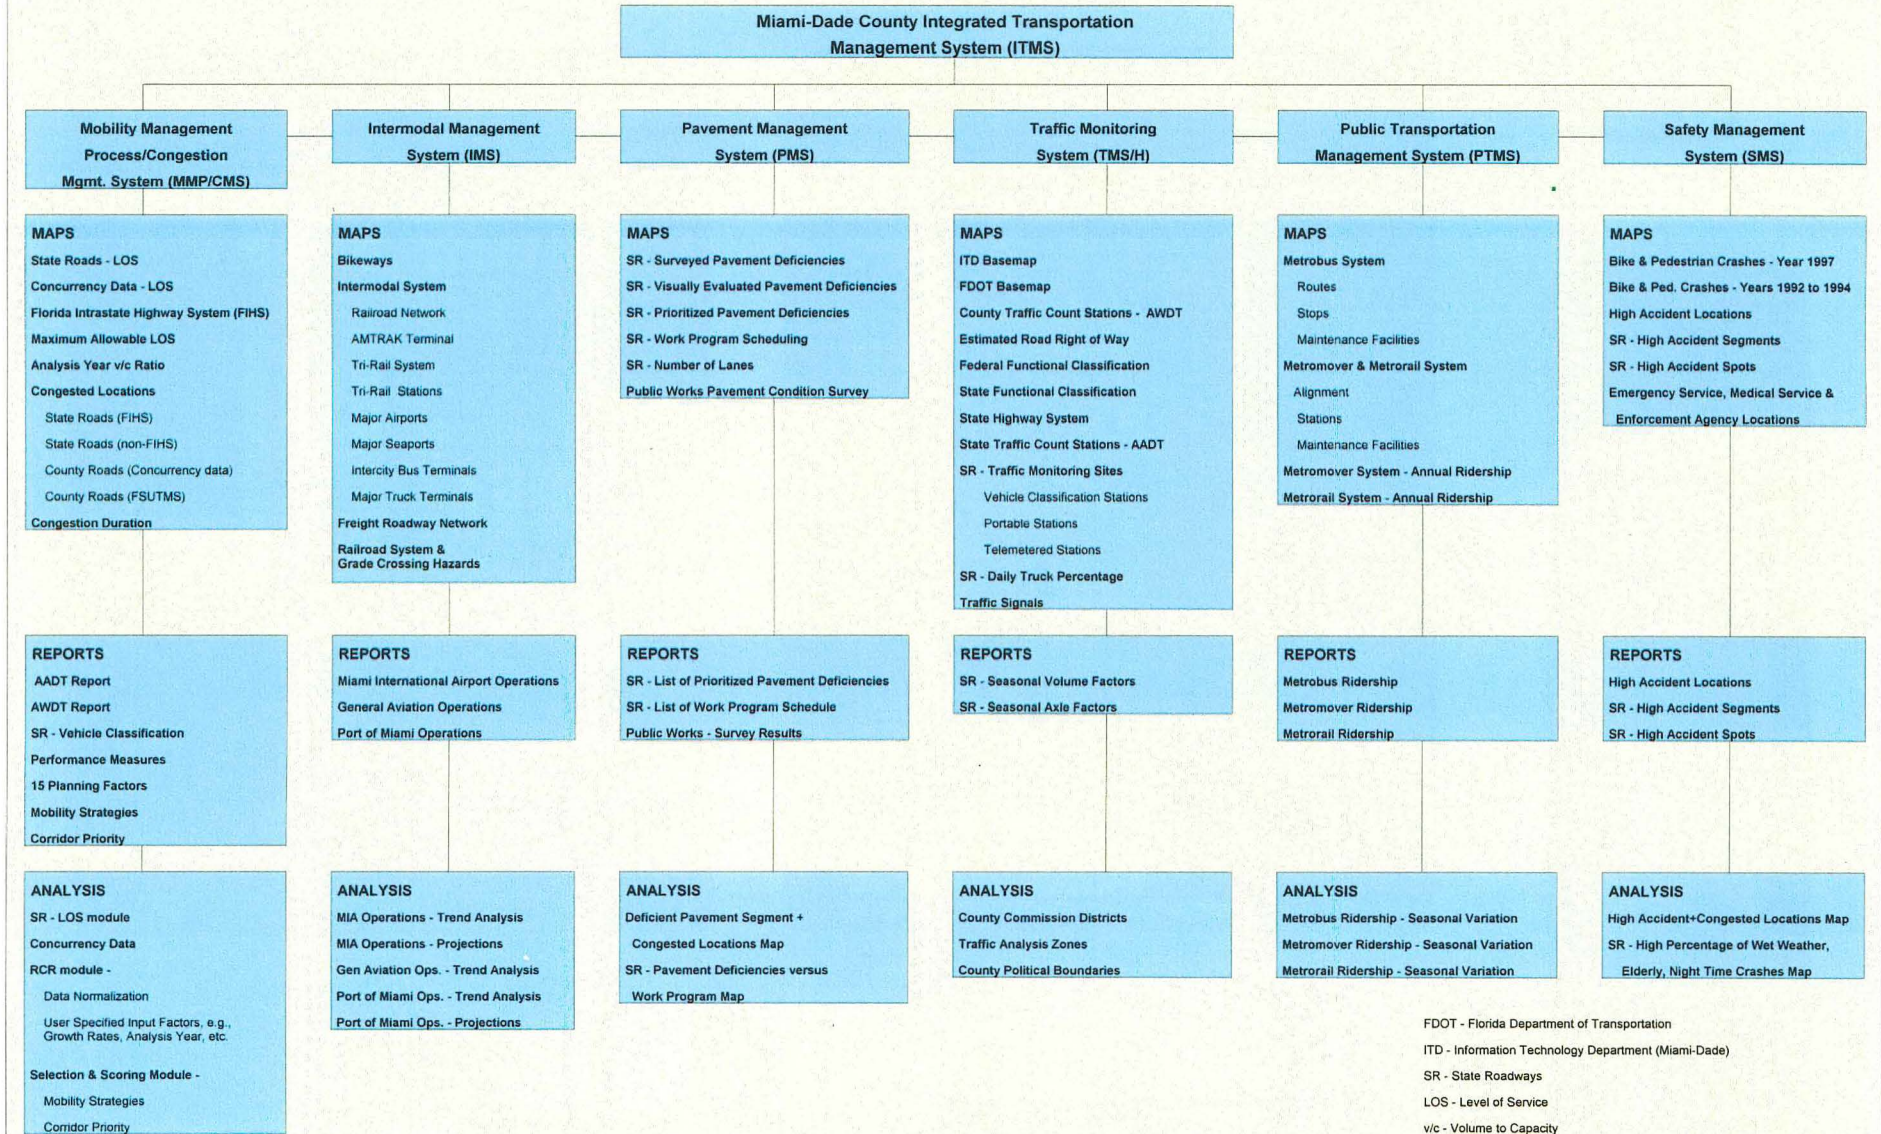 Miami-Dade County Integrated Transportation
Management System (ITMS)
Mobility Management
Process/Congestion
Mgmt. System (MMP/CMS)
Intermodal Management
System (IMS)
Pavement Management
System (PMS)
Traffic Monitoring
System (TMS/H)
Public Transportation
Management System (PTMS)
Safety Management
System (SMS)
MAPS
State Roads - LOS
Concurrency Data - LOS
Florida Intrastate Highway System (FIHS)
Maximum Allowable LOS
Analysis Year v/c Ratio
Congested Locations
State Roads (FIHS)
State Roads (non-FIHS)
County Roads (Concurrency data)
County Roads (FSUTMS)
Congestion Duration
MAPS
Bikeways
Intermodal System
Railroad Network
AMTRAK Terminal
Tri-Rail System
Tri-Rail Stations
Major Airports
Major Seaports
Intercity Bus Terminals
Major Truck Terminals
Freight Roadway Network
Railroad System &
Grade Crossing Hazards
MAPS
SR - Surveyed Pavement Deficiencies
SR - Visually Evaluated Pavement Deficiencies
SR - Prioritized Pavement Deficiencies
SR - Work Program Scheduling
SR - Number of Lanes
Public Works Pavement Condition Survey
MAPS
ITD Basemap
FDOT Basemap
County Traffic Count Stations - AWDT
Estimated Road Right of Way
Federal Functional Classification
State Functional Classification
State Highway System
State Traffic Count Stations - AADT
SR - Traffic Monitoring Sites
Vehicle Classification Stations
Portable Stations
Telemetered Stations
SR - Daily Truck Percentage
Traffic Signals
MAPS
Metrobus System
Routes
Stops
Maintenance Facilities
Metromover & Metrorail System
Alignment
Stations
Maintenance Facilities
Metromover System - Annual Ridership
Metrorail System - Annual Ridership
MAPS
Bike & Pedestrian Crashes - Year 1997
Bike & Ped. Crashes - Years 1992 to 1994
High Accident Locations
SR - High Accident Segments
SR - High Accident Spots
Emergency Service, Medical Service &
Enforcement Agency Locations
REPORTS
AADT Report
AWDT Report
SR - Vehicle Classification
Performance Measures
15 Planning Factors
Mobility Strategies
Corridor Priority
REPORTS
Miami International Airport Operations
General Aviation Operations
Port of Miami Operations
REPORTS
SR - List of Prioritized Pavement Deficiencies
SR - List of Work Program Schedule
Public Works - Survey Results
REPORTS
SR - Seasonal Volume Factors
SR - Seasonal Axle Factors
REPORTS
Metrobus Ridership
Metromover Ridership
Metrorail Ridership
REPORTS
High Accident Locations
SR - High Accident Segments
SR - High Accident Spots
ANALYSIS
SR - LOS module
Concurrency Data
RCR module -
Data Normalization
User Specified Input Factors, e.g.,
Growth Rates, Analysis Year, etc.
Selection & Scoring Module -
Mobility Strategies
Corridor Priority
ANALYSIS
MIA Operations - Trend Analysis
MIA Operations - Projections
Gen Aviation Ops. - Trend Analysis
Port of Miami Ops. - Trend Analysis
Port of Miami Ops. - Projections
ANALYSIS
Deficient Pavement Segment +
Congested Locations Map
SR - Pavement Deficiencies versus
Work Program Map
ANALYSIS
County Commission Districts
Traffic Analysis Zones
County Political Boundaries
ANALYSIS
Metrobus Ridership - Seasonal Variation
Metromover Ridership - Seasonal Variation
Metrorail Ridership - Seasonal Variation
ANALYSIS
High Accident+Congested Locations Map
SR - High Percentage of Wet Weather,
Elderly, Night Time Crashes Map
FDOT - Florida Department of Transportation
ITD - Information Technology Department (Miami-Dade)
SR - State Roadways
LOS - Level of Service
v/c - Volume to Capacity